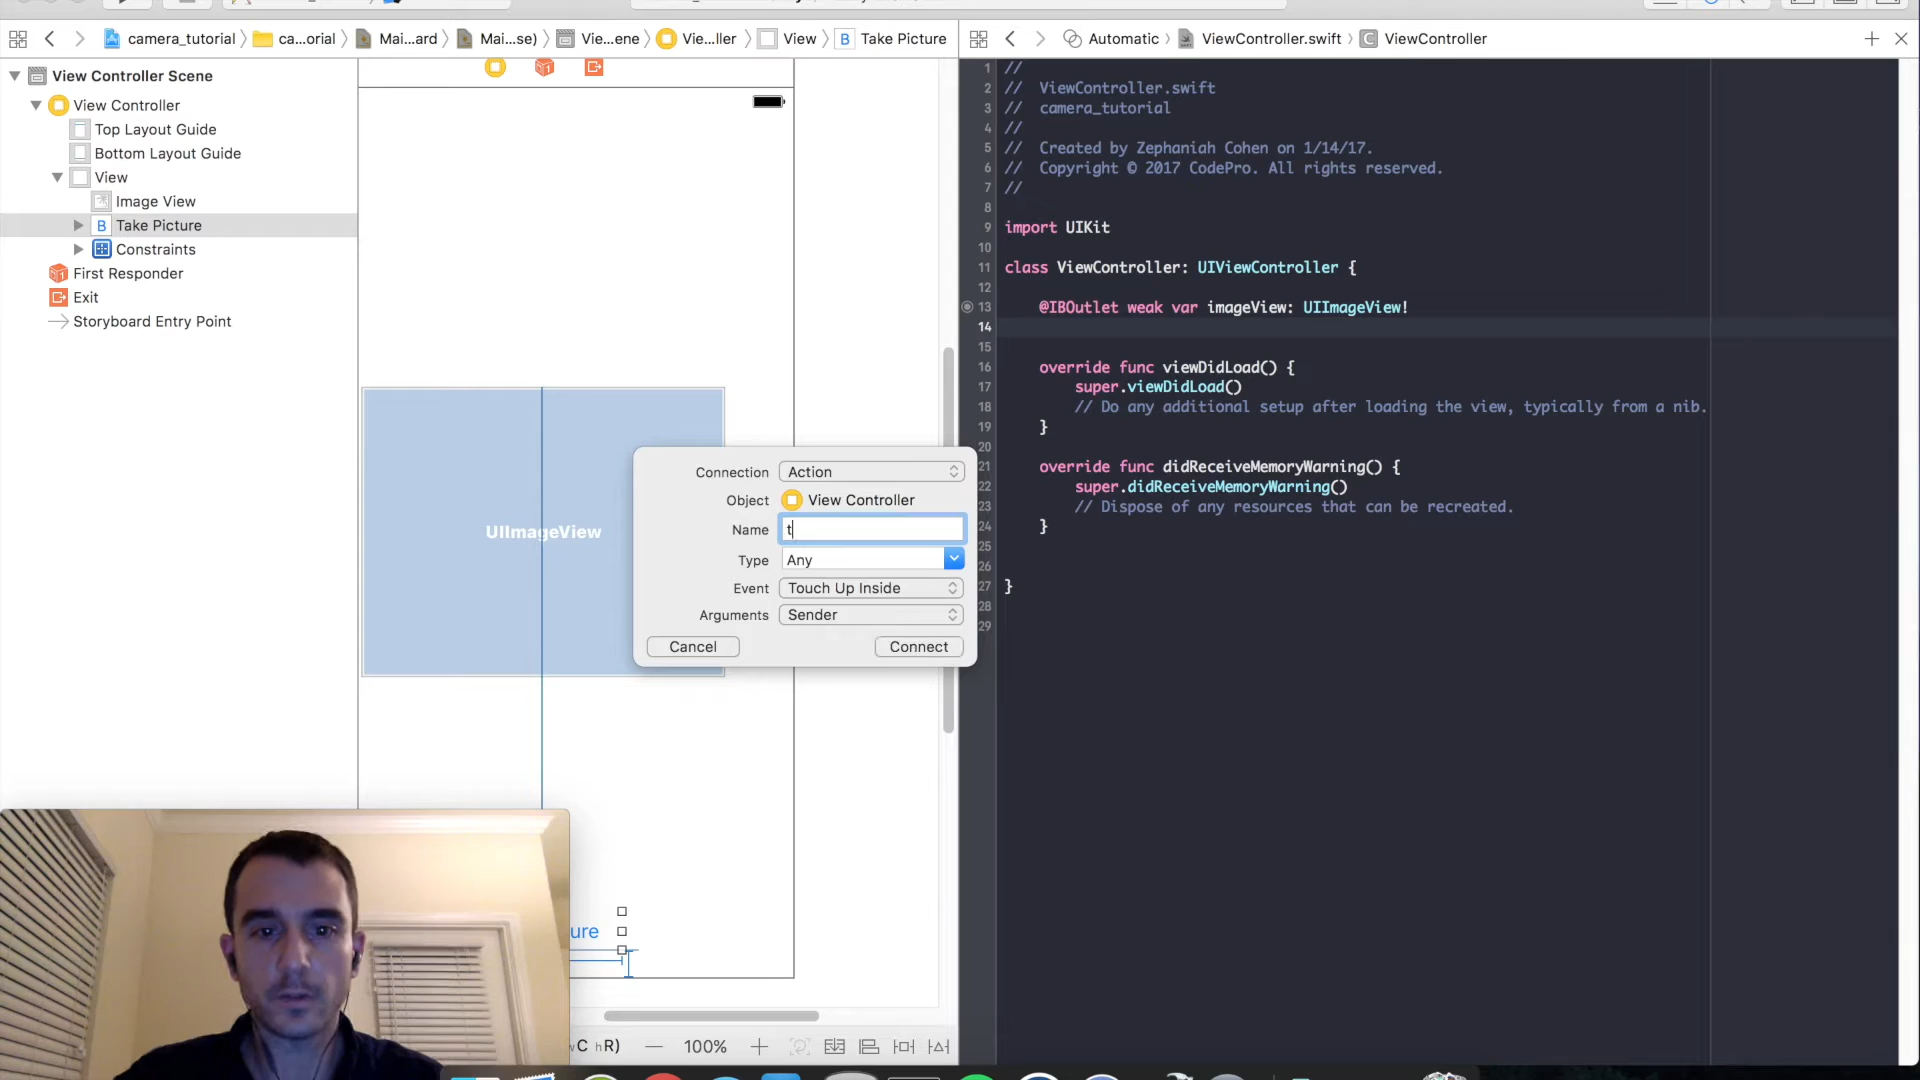 camera_tutorial
ca...orial
Mai...ard
Mai...se)
Vie...ene
Vie...ller
View
B
Take Picture
Automatic
ViewController.swift
C
ViewController
View Controller Scene
View Controller
Top Layout Guide
Bottom Layout Guide
View
Image View
B
Take Picture
Constraints
1
First Responder
Exit
Storyboard Entry Point
1
UIImageView
ure
Connection
Action
Object
View Controller
Name
t
Type
Any
Event
Touch Up Inside
Arguments
Sender
Cancel
Connect
C hR)
100%
1 //
2 // ViewController.swift
3 // camera_tutorial
4 //
5 // Created by Zephaniah Cohen on 1/14/17.
6 // Copyright © 2017 CodePro. All rights reserved.
7 //
8
9 import UIKit
10
11 class ViewController: UIViewController {
12
13 @IBOutlet weak var imageView: UIImageView!
14
15
16 override func viewDidLoad() {
17 super.viewDidLoad()
18 // Do any additional setup after loading the view, typically from a nib.
19 }
20
21 override func didReceiveMemoryWarning() {
22 super.didReceiveMemoryWarning()
23 // Dispose of any resources that can be recreated.
24 }
25
26
27 }
28
29